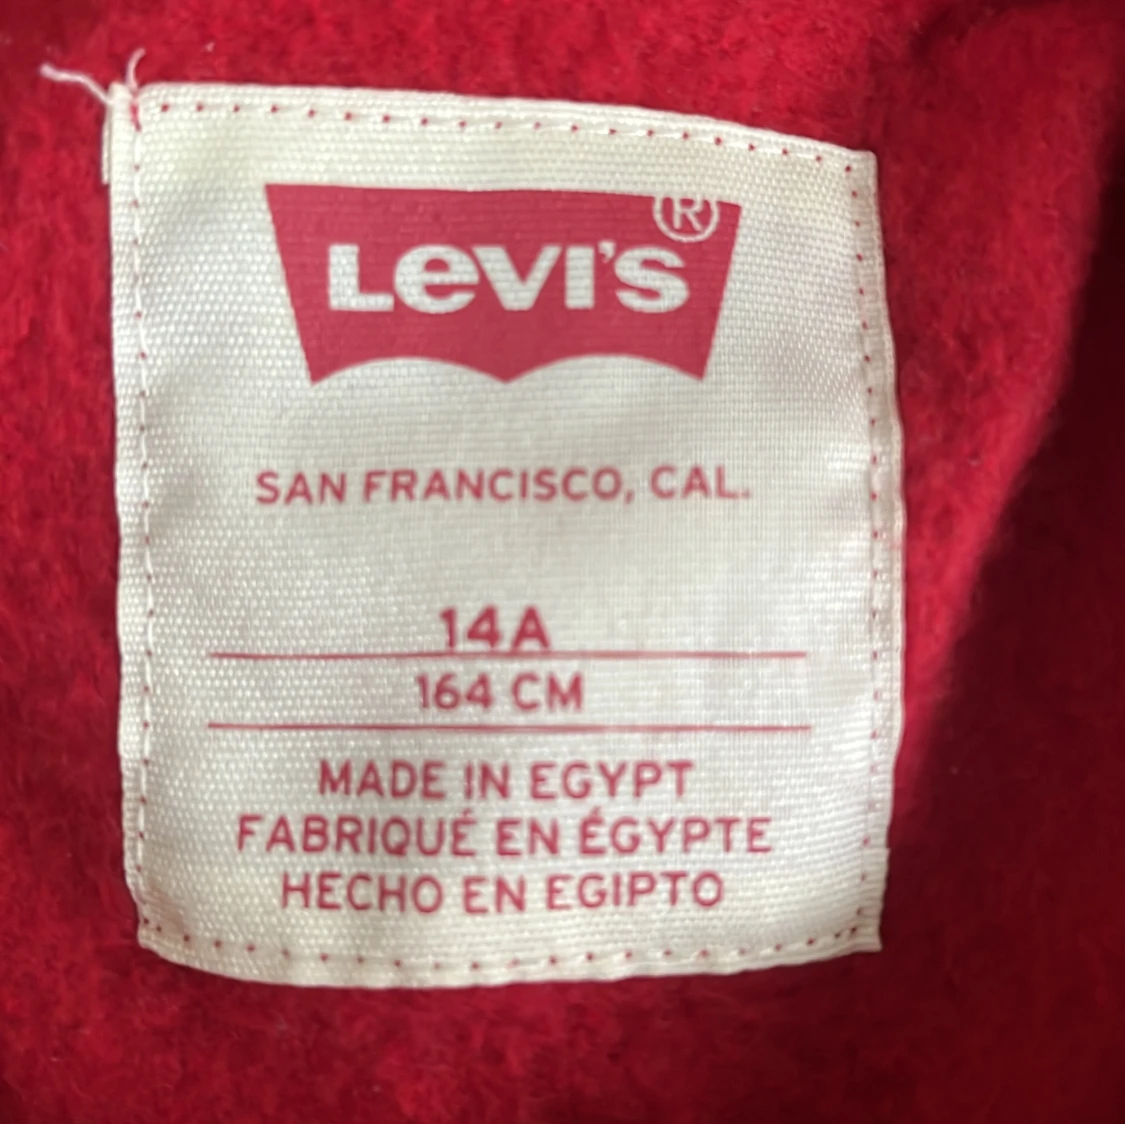 Levi's®
SAN FRANCISCO, CAL.
14A
164 CM
MADE IN EGYPT
FABRIQUÉ EN ÉGYPTE
HECHO EN EGIPTO